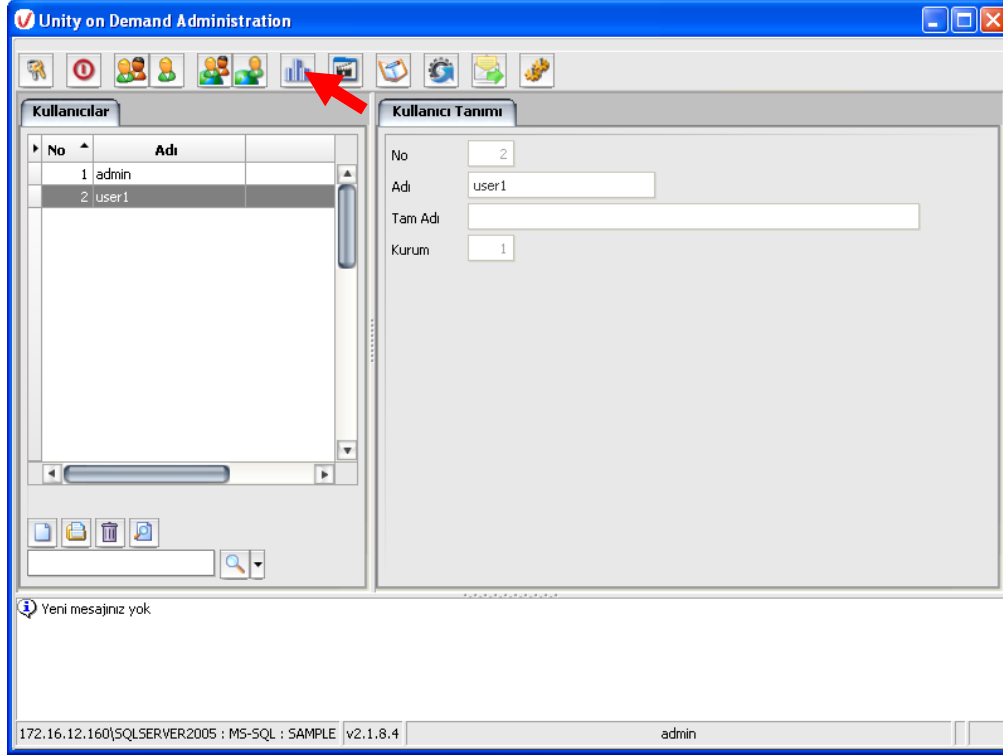 Unity on Demand Administration
Kullanıcılar
No Adı
1 admin
2 user1
Kullanıcı Tanımı
No 2
Adı user1
Tam Adı
Kurum 1
Yeni mesajınız yok
172.16.12.160\SQLSERVER2005 : MS-SQL : SAMPLE v2.1.8.4 admin